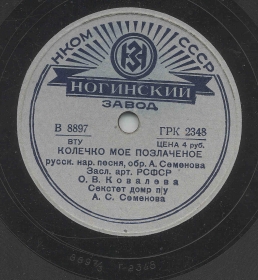 НКОМ СССР
НОГИНСКИЙ
ЗАВОД
В 8897 ГРК 2348
ВТУ ЦЕНА 4 руб.
КОЛЕЧКО МОЕ ПОЗЛАЧЕНОЕ
русск. нар. песня, обр. А. Семенова
Засл. арт. РСФСР
О. В. Ковалева
Секстет домр п/у
А. С. Семенова